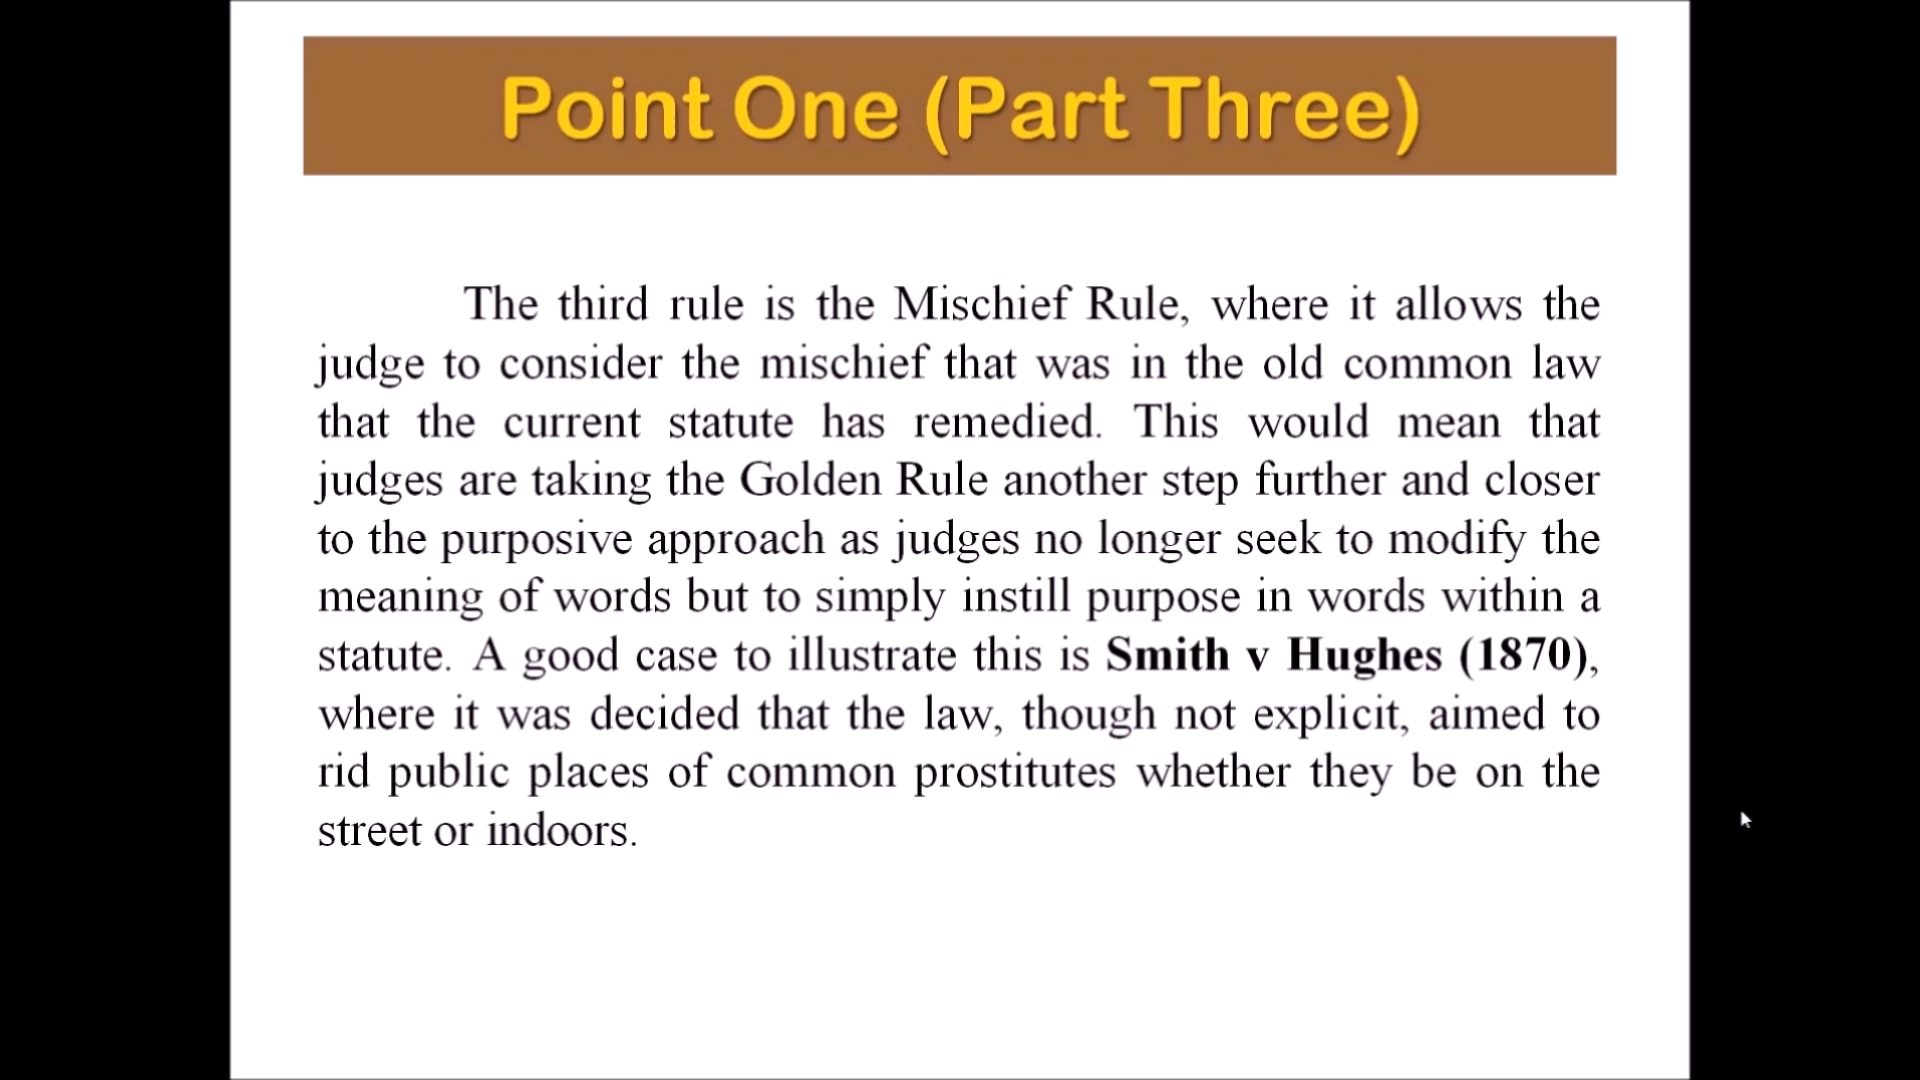 Point One (Part Three)
The third rule is the Mischief Rule, where it allows the
judge to consider the mischief that was in the old common law
that the current statute has remedied. This would mean that
judges are taking the Golden Rule another step further and closer
to the purposive approach as judges no longer seek to modify the
meaning of words but to simply instill purpose in words within a
statute. A good case to illustrate this is Smith v Hughes (1870),
where it was decided that the law, though not explicit, aimed to
rid public places of common prostitutes whether they be on the
street or indoors.